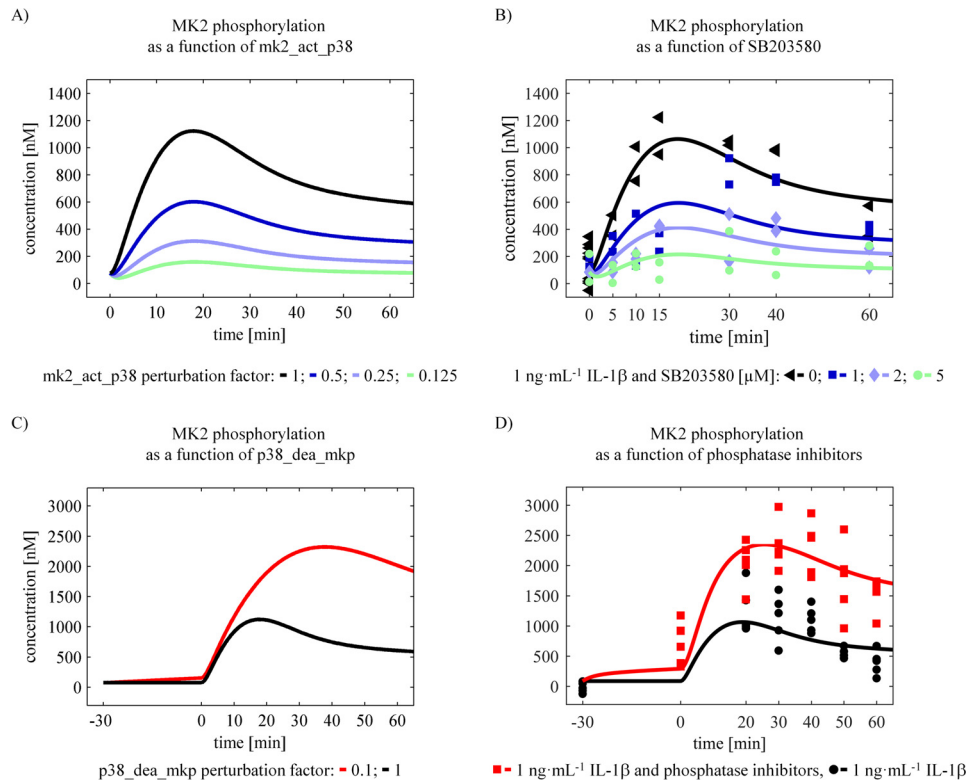 A)
MK2 phosphorylation
as a function of mk2_act_p38
concentration [nM]
1400
1200
1000
800
600
400
200
0
0 10 20 30 40 50 60
time [min]
mk2_act_p38 perturbation factor: 1; 0.5; 0.25; 0.125
B)
MK2 phosphorylation
as a function of SB203580
concentration [nM]
1400
1200
1000
800
600
400
200
0
0 5 10 15 30 40 60
time [min]
1 ng·mL⁻¹ IL-1β and SB203580 [µM]: 0; 1; 2; 5
C)
MK2 phosphorylation
as a function of p38_dea_mkp
concentration [nM]
3000
2500
2000
1500
1000
500
0
-30 0 10 20 30 40 50 60
time [min]
p38_dea_mkp perturbation factor: 0.1; 1
D)
MK2 phosphorylation
as a function of phosphatase inhibitors
concentration [nM]
3000
2500
2000
1500
1000
500
0
-30 0 20 30 40 50 60
time [min]
1 ng·mL⁻¹ IL-1β and phosphatase inhibitors, 1 ng·mL⁻¹ IL-1β